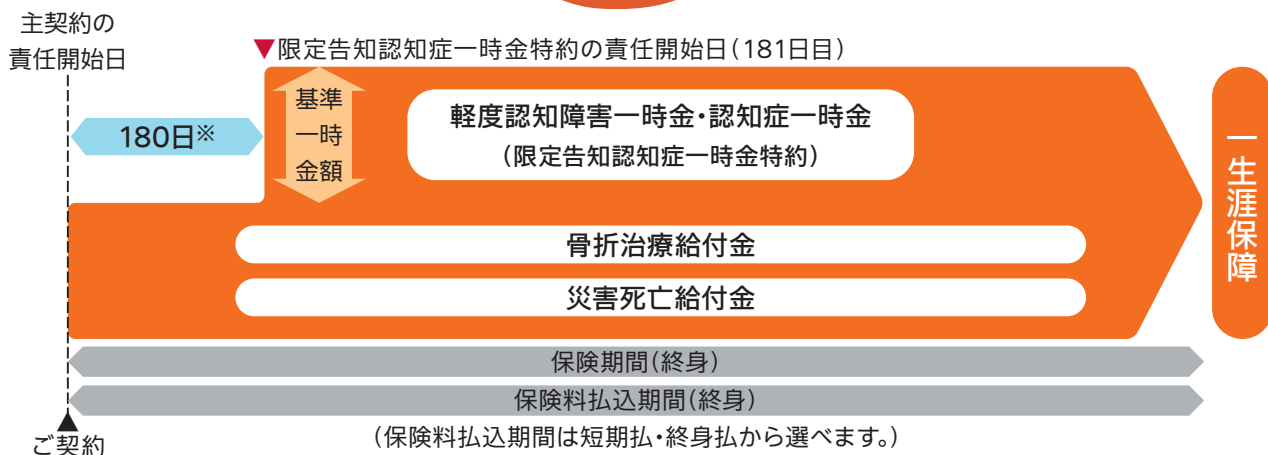 主契約の
責任開始日
▼限定告知認知症一時金特約の責任開始日(181日目)
180日※
基準
一時
金額
軽度認知障害一時金・認知症一時金
(限定告知認知症一時金特約)
骨折治療給付金
災害死亡給付金
一生涯保障
保険期間(終身)
保険料払込期間(終身)
(保険料払込期間は短期払・終身払から選べます。)
ご契約